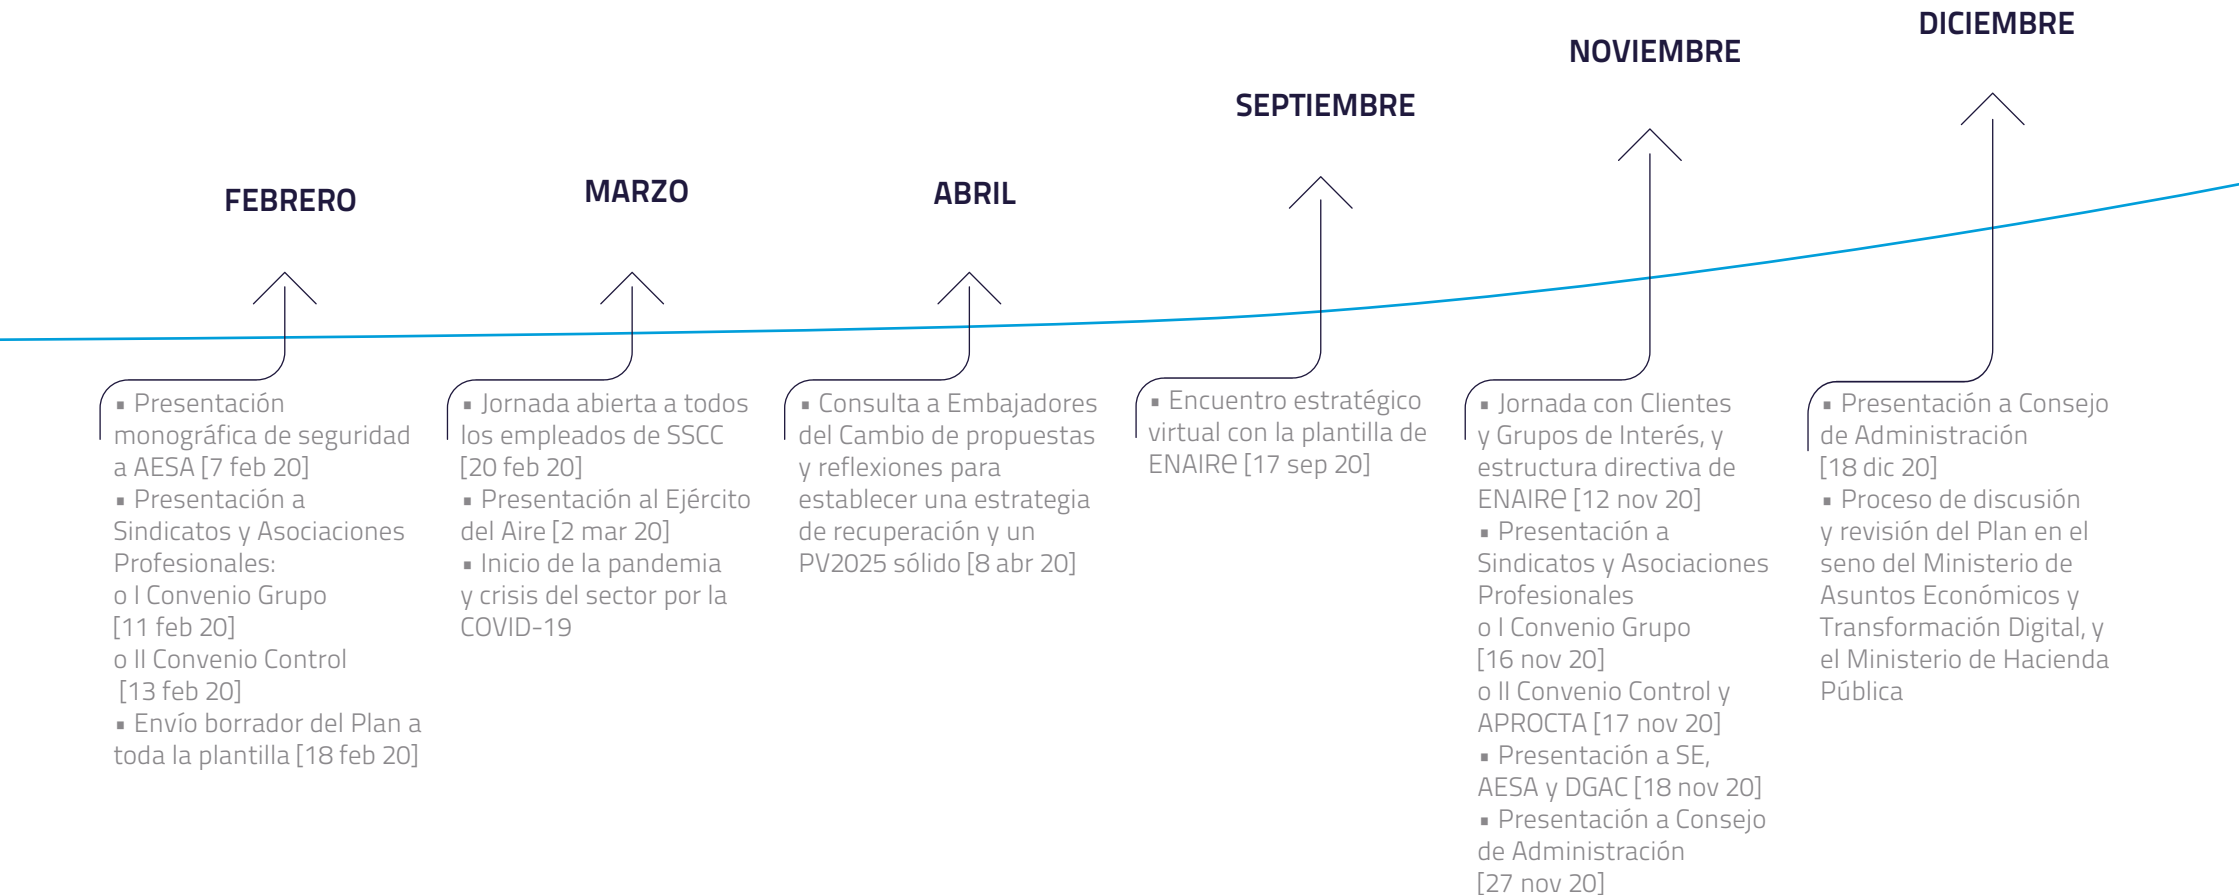 FEBRERO
▪ Presentación
monográfica de seguridad
a AESA [7 feb 20]
▪ Presentación a
Sindicatos y Asociaciones
Profesionales:
o I Convenio Grupo
[11 feb 20]
o II Convenio Control
[13 feb 20]
▪ Envío borrador del Plan a
toda la plantilla [18 feb 20]
MARZO
▪ Jornada abierta a todos
los empleados de SSCC
[20 feb 20]
▪ Presentación al Ejército
del Aire [2 mar 20]
▪ Inicio de la pandemia
y crisis del sector por la
COVID-19
ABRIL
▪ Consulta a Embajadores
del Cambio de propuestas
y reflexiones para
establecer una estrategia
de recuperación y un
PV2025 sólido [8 abr 20]
SEPTIEMBRE
▪ Encuentro estratégico
virtual con la plantilla de
ENAIRe [17 sep 20]
NOVIEMBRE
▪ Jornada con Clientes
y Grupos de Interés, y
estructura directiva de
ENAIRe [12 nov 20]
▪ Presentación a
Sindicatos y Asociaciones
Profesionales
o I Convenio Grupo
[16 nov 20]
o II Convenio Control y
APROCTA [17 nov 20]
▪ Presentación a SE,
AESA y DGAC [18 nov 20]
▪ Presentación a Consejo
de Administración
[27 nov 20]
DICIEMBRE
▪ Presentación a Consejo
de Administración
[18 dic 20]
▪ Proceso de discusión
y revisión del Plan en el
seno del Ministerio de
Asuntos Económicos y
Transformación Digital, y
el Ministerio de Hacienda
Pública